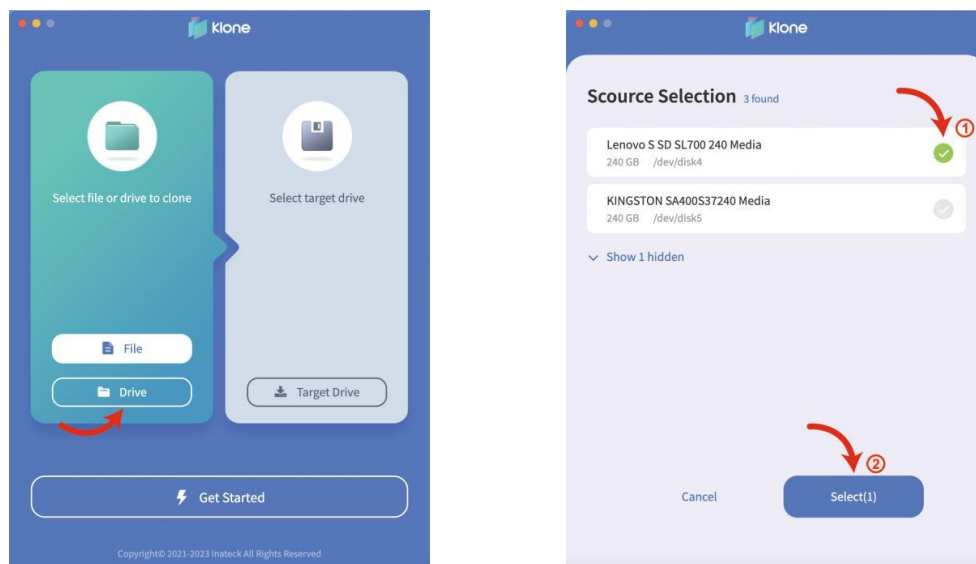 Klone
Select file or drive to clone
Select target drive
File
Drive
Target Drive
Get Started
Copyright© 2021-2023 Inateck All Rights Reserved
Klone
Scource Selection 3 found
①
Lenovo S SD SL700 240 Media
240 GB /dev/disk4
KINGSTON SA400S37240 Media
240 GB /dev/disk5
Show 1 hidden
②
Cancel
Select(1)